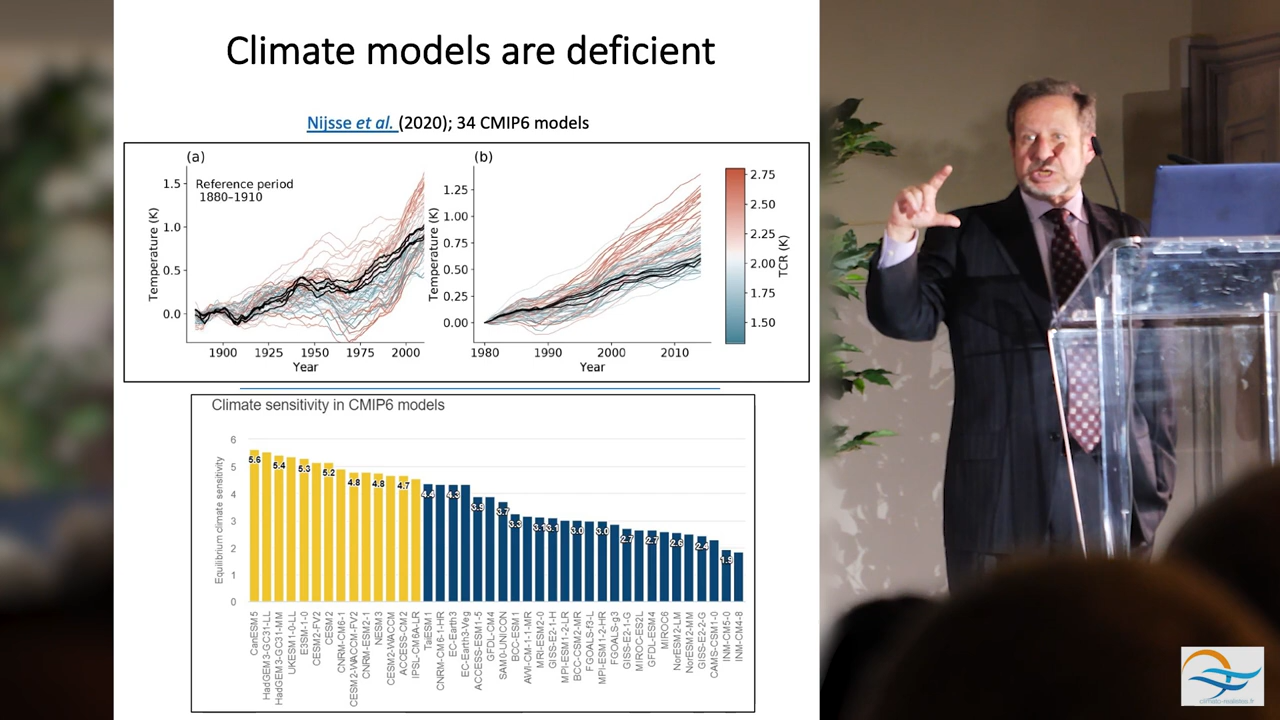 Climate models are deficient
Nijsse et al. (2020); 34 CMIP6 models
(a)
Reference period
1880–1910
Temperature (K)
1.5
1.0
0.5
0.0
1900 1925 1950 1975 2000
Year
(b)
Temperature (K)
1.25
1.00
0.75
0.50
0.25
0.00
1980 1990 2000 2010
Year
2.75
2.50
2.25
2.00
1.75
1.50
TCR (K)
Climate sensitivity in CMIP6 models
Equilibrium climate sensitivity
6
5
4
3
2
1
0
5.6 5.4 5.3 5.2 4.8 4.8 4.7 4.4 4.3 3.9 3.7 3.3 3.1 3.1 3.0 3.0 2.7 2.7 2.6 2.4 1.9
CanESM5
HadGEM3-GC31-LL
HadGEM3-GC31-MM
UKESM1-0-LL
E3SM-1-0
CESM2-FV2
CESM2
CNRM-CM6-1
CESM2-WACCM-FV2
CNRM-ESM2-1
NESM3
CESM2-WACCM
ACCESS-CM2
IPSL-CM6A-LR
TaiESM1
CNRM-CM6-1-HR
EC-Earth3
EC-Earth3-Veg
ACCESS-ESM1-5
GFDL-CM4
SAM0-UNICON
BCC-ESM1
AWI-CM-1-1-MR
MRI-ESM2-0
GISS-E2-1-H
MPI-ESM1-2-LR
BCC-CSM2-MR
FGOALS-f3-L
MPI-ESM1-2-HR
FGOALS-g3
GISS-E2-1-G
MIROC-ES2L
GFDL-ESM4
MIROC6
NorESM2-LM
NorESM2-MM
GISS-E2-2-G
CAMS-CSM1-0
INM-CM5-0
INM-CM4-8
climato-realistes.fr